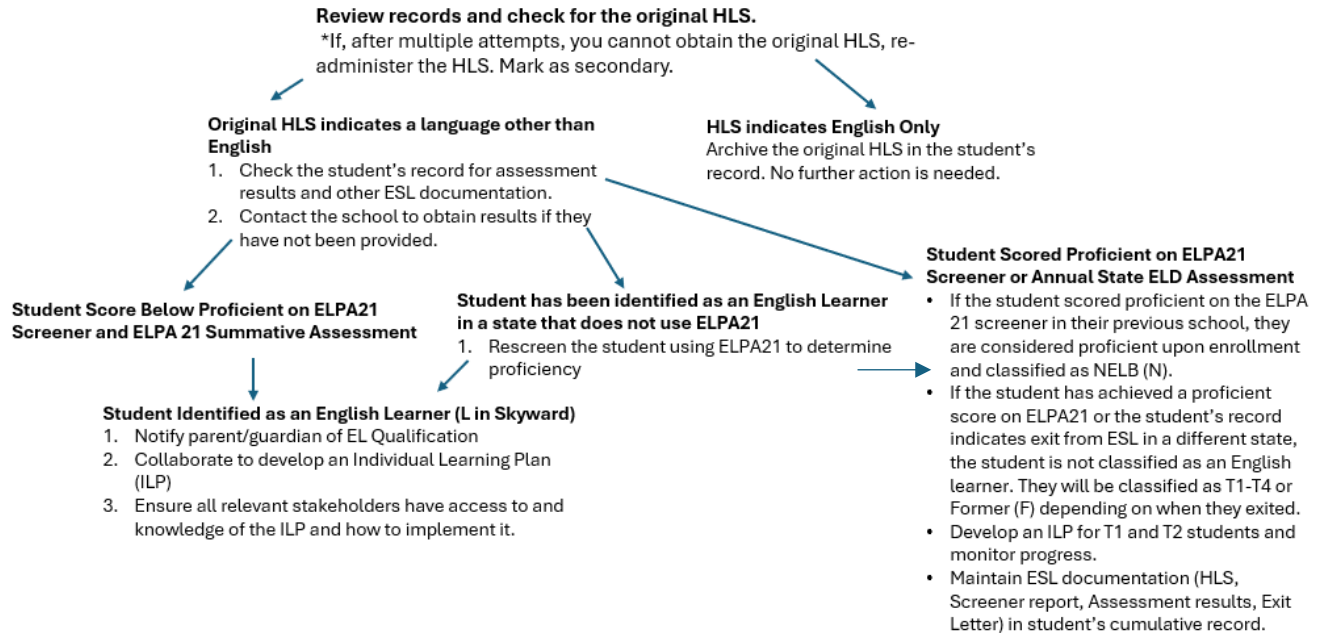 Review records and check for the original HLS.
*If, after multiple attempts, you cannot obtain the original HLS, re-
administer the HLS. Mark as secondary.
Original HLS indicates a language other than
English
1. Check the student's record for assessment
results and other ESL documentation.
2. Contact the school to obtain results if they
have not been provided.
HLS indicates English Only
Archive the original HLS in the student's
record. No further action is needed.
Student Score Below Proficient on ELPA21
Screener and ELPA 21 Summative Assessment
Student has been identified as an English Learner
in a state that does not use ELPA21
1. Rescreen the student using ELPA21 to determine
proficiency
Student Scored Proficient on ELPA21
Screener or Annual State ELD Assessment
• If the student scored proficient on the ELPA
21 screener in their previous school, they
are considered proficient upon enrollment
and classified as NELB (N).
• If the student has achieved a proficient
score on ELPA21 or the student's record
indicates exit from ESL in a different state,
the student is not classified as an English
learner. They will be classified as T1-T4 or
Former (F) depending on when they exited.
• Develop an ILP for T1 and T2 students and
monitor progress.
• Maintain ESL documentation (HLS,
Screener report, Assessment results, Exit
Letter) in student's cumulative record.
Student Identified as an English Learner (L in Skyward)
1. Notify parent/guardian of EL Qualification
2. Collaborate to develop an Individual Learning Plan
(ILP)
3. Ensure all relevant stakeholders have access to and
knowledge of the ILP and how to implement it.